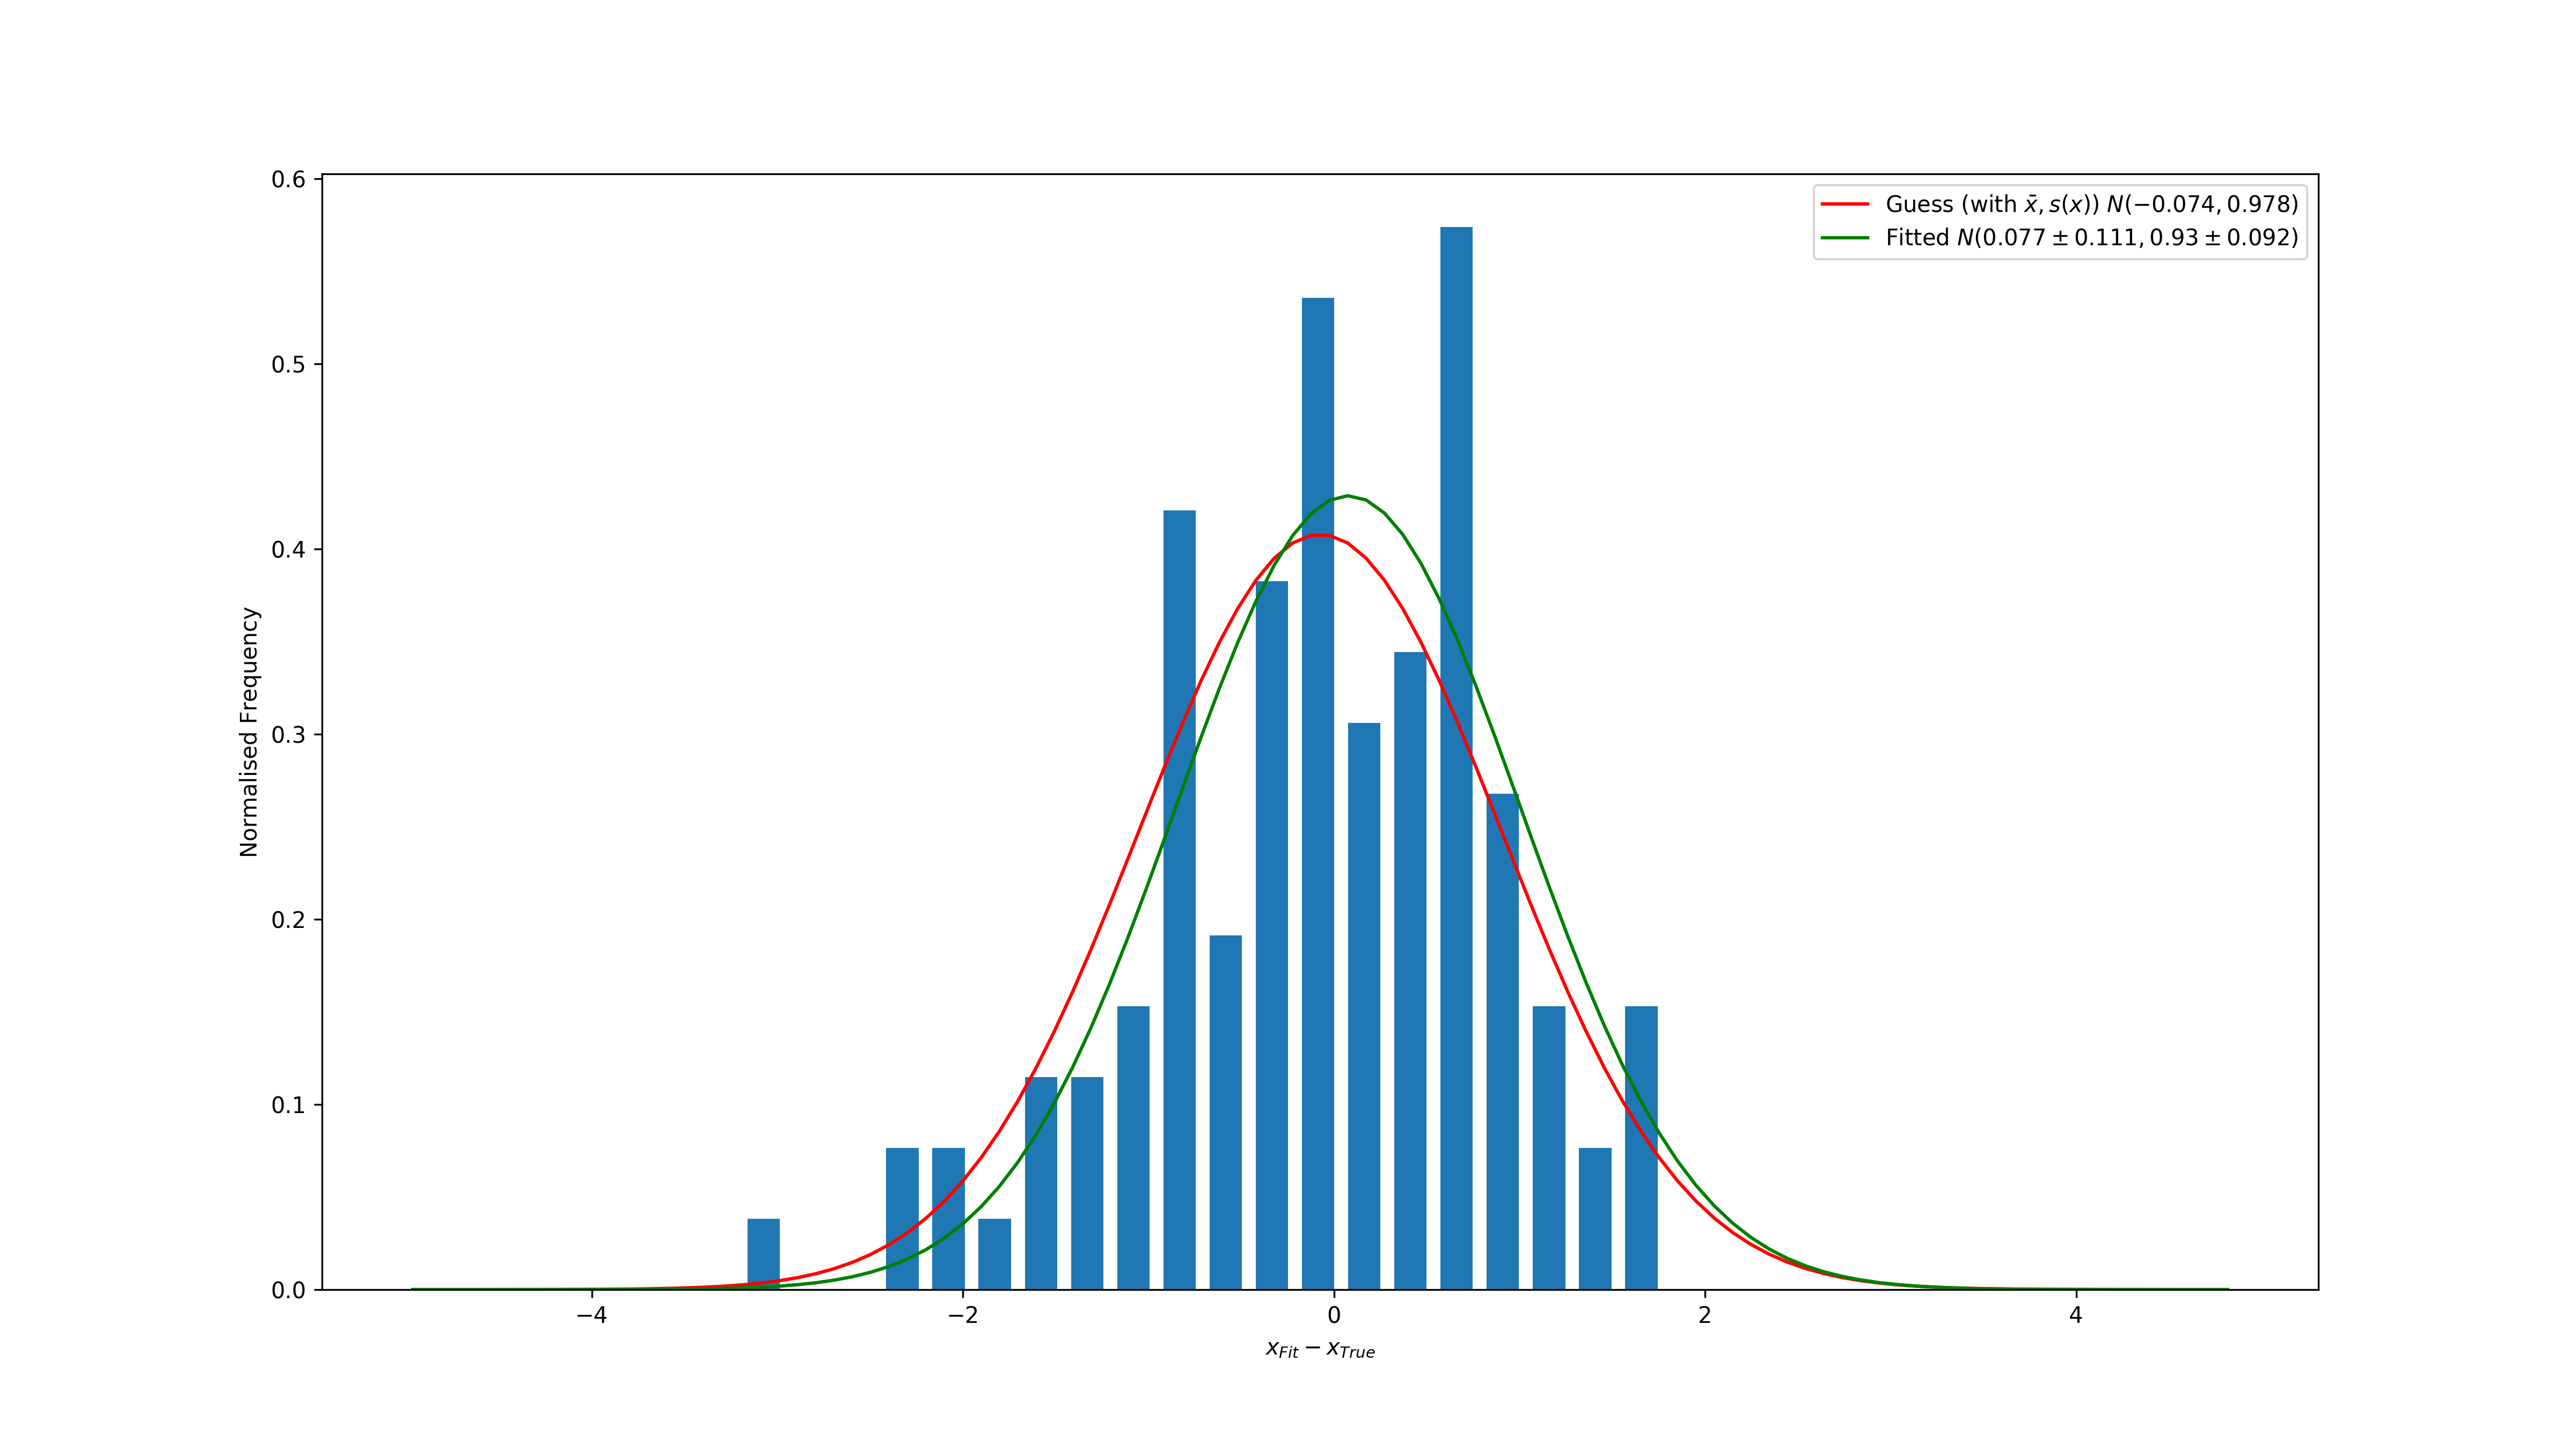 Guess (with x̄, s(x)) N(−0.074, 0.978)
Fitted N(0.077 ± 0.111, 0.93 ± 0.092)
Normalised Frequency
0.6
0.5
0.4
0.3
0.2
0.1
0.0
−4 −2 0 2 4
x_Fit − x_True